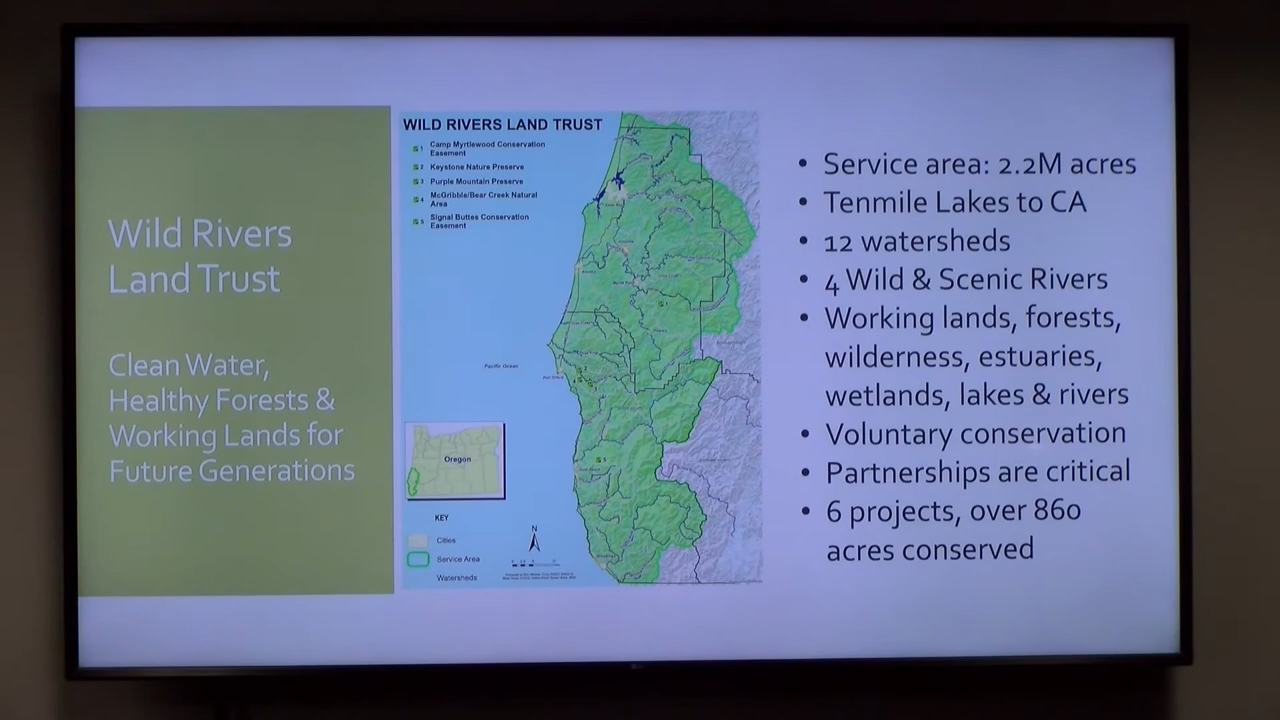 Wild Rivers
Land Trust
Clean Water,
Healthy Forests &
Working Lands for
Future Generations
WILD RIVERS LAND TRUST
1 Camp Myrtlewood Conservation
Easement
2 Keystone Nature Preserve
3 Purple Mountain Preserve
4 McGribble/Bear Creek Natural
Area
5 Signal Buttes Conservation
Easement
Pacific Ocean
Oregon
KEY
Cities
Service Area
Watersheds
N
• Service area: 2.2M acres
• Tenmile Lakes to CA
• 12 watersheds
• 4 Wild & Scenic Rivers
• Working lands, forests,
wilderness, estuaries,
wetlands, lakes & rivers
• Voluntary conservation
• Partnerships are critical
• 6 projects, over 860
acres conserved